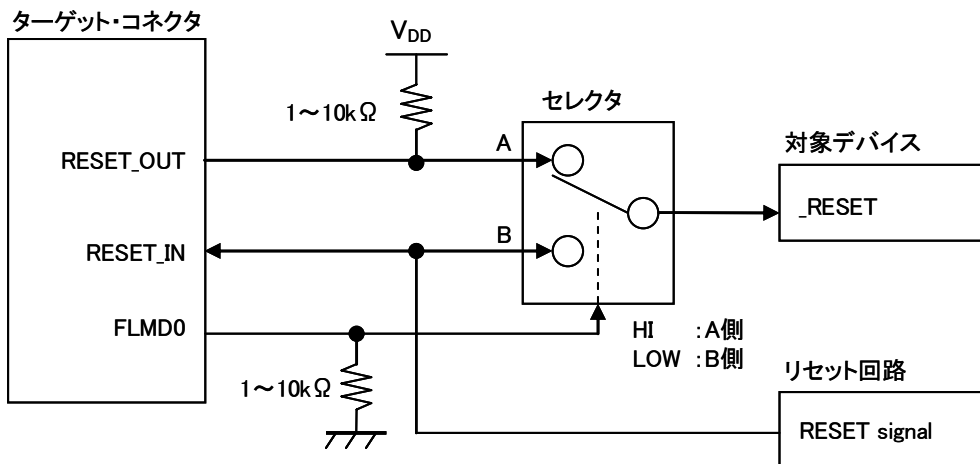 ターゲット・コネクタ
VDD
1～10kΩ
セレクタ
対象デバイス
RESET_OUT
A
_RESET
RESET_IN
B
FLMD0
HI :A側
LOW :B側
1～10kΩ
リセット回路
RESET signal